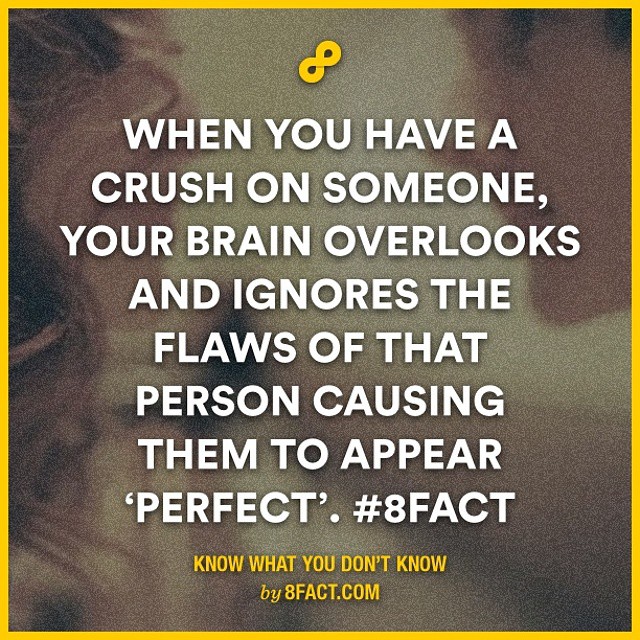 WHEN YOU HAVE A
CRUSH ON SOMEONE,
YOUR BRAIN OVERLOOKS
AND IGNORES THE
FLAWS OF THAT
PERSON CAUSING
THEM TO APPEAR
‘PERFECT’. #8FACT
KNOW WHAT YOU DON'T KNOW
by 8FACT.COM